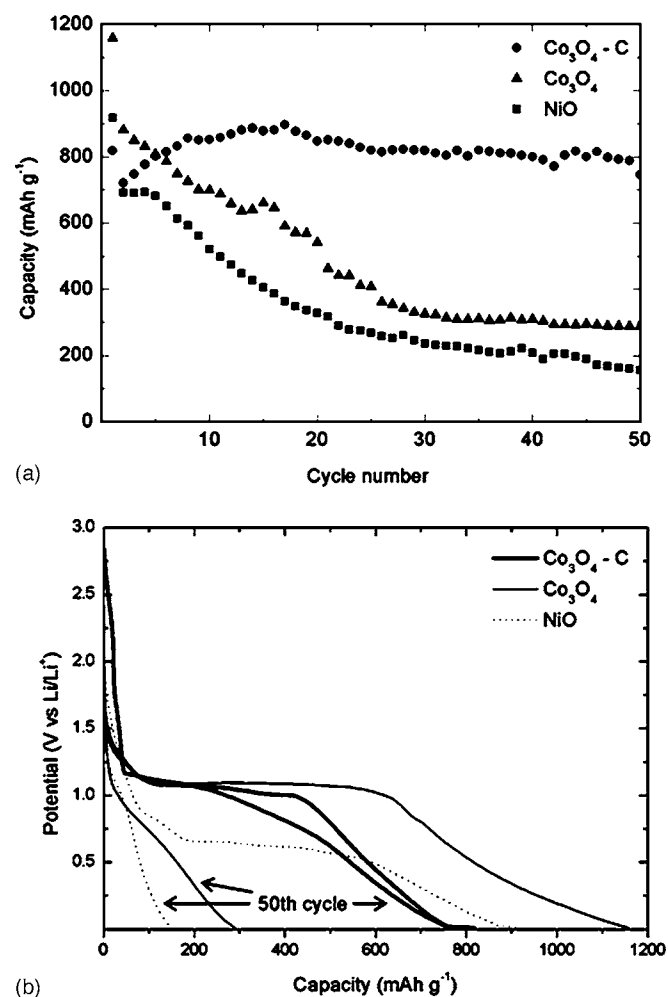 1200
Co₃O₄ - C
1000
Co₃O₄
NiO
800
600
400
200
0
10 20 30 40 50
Capacity (mAh g⁻¹)
Cycle number
(a)
3.0
Co₃O₄ - C
2.5
Co₃O₄
NiO
2.0
1.5
1.0
0.5
50th cycle
0 200 400 600 800 1000 1200
Potential (V vs Li/Li⁺)
Capacity (mAh g⁻¹)
(b)